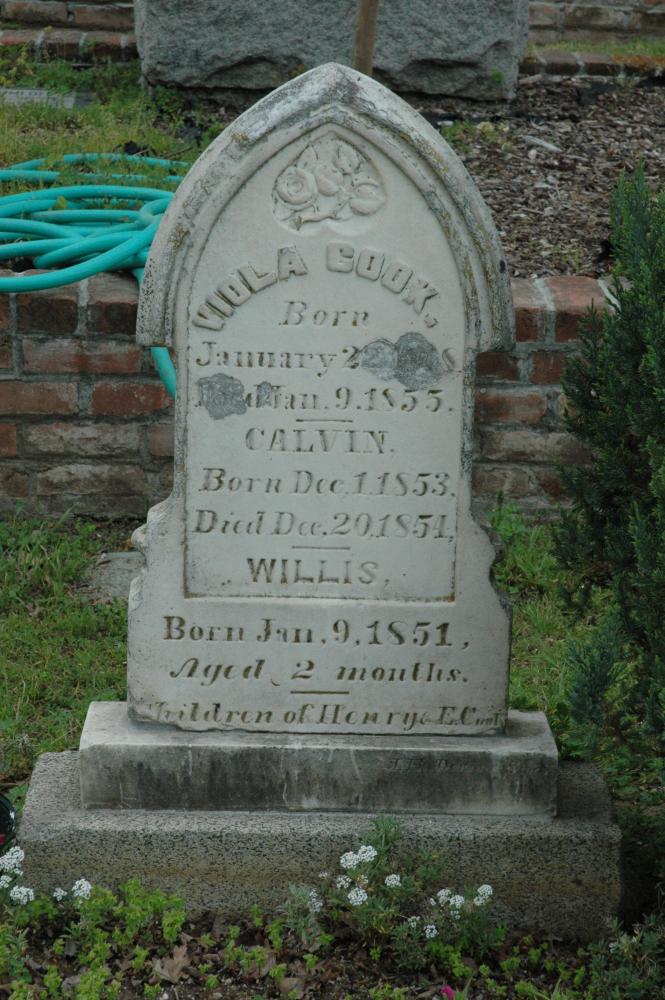 VIOLA COOK,
Born
January 2
Jan. 9. 1855.
CALVIN.
Born Dec. 1. 1853.
Died Dec. 20, 1854,
WILLIS,
Born Jan. 9. 1851,
Aged 2 months.
Children of Henry & E. Cook